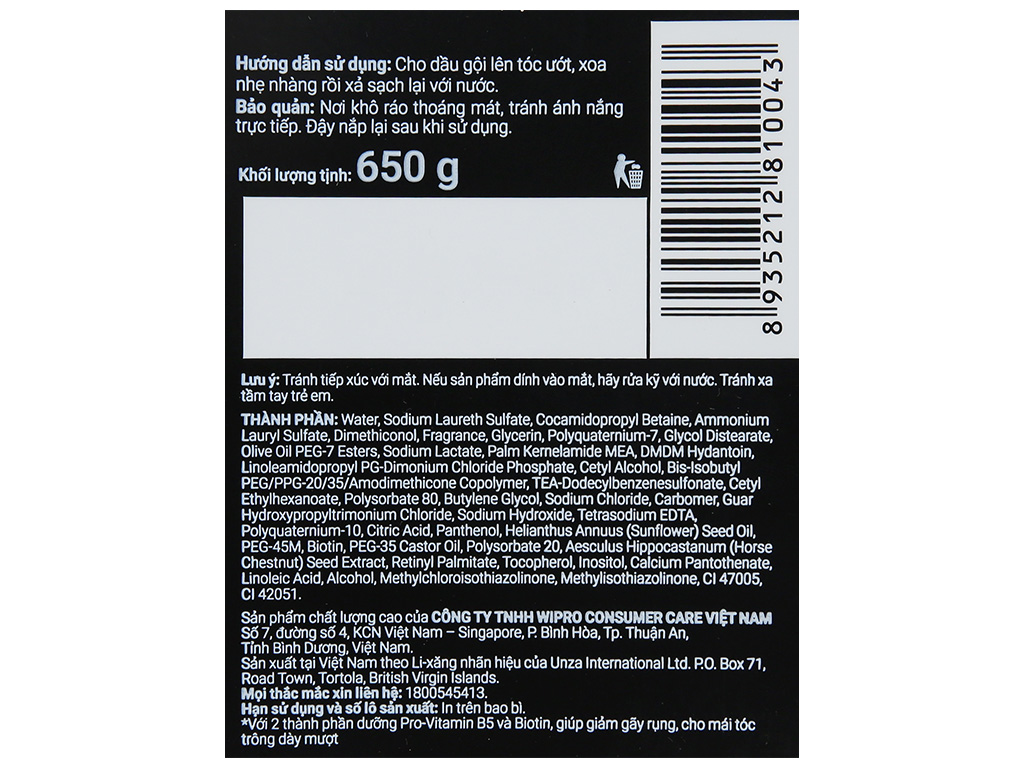 Hướng dẫn sử dụng: Cho dầu gội lên tóc ướt, xoa
nhẹ nhàng rồi xả sạch lại với nước.
Bảo quản: Nơi khô ráo thoáng mát, tránh ánh nắng
trực tiếp. Đậy nắp lại sau khi sử dụng.
Khối lượng tịnh: 650 g
8 935212 810043
Lưu ý: Tránh tiếp xúc với mắt. Nếu sản phẩm dính vào mắt, hãy rửa kỹ với nước. Tránh xa
tầm tay trẻ em.
THÀNH PHẦN: Water, Sodium Laureth Sulfate, Cocamidopropyl Betaine, Ammonium
Lauryl Sulfate, Dimethiconol, Fragrance, Glycerin, Polyquaternium-7, Glycol Distearate,
Olive Oil PEG-7 Esters, Sodium Lactate, Palm Kernelamide MEA, DMDM Hydantoin,
Linoleamidopropyl PG-Dimonium Chloride Phosphate, Cetyl Alcohol, Bis-Isobutyl
PEG/PPG-20/35/Amodimethicone Copolymer, TEA-Dodecylbenzenesulfonate, Cetyl
Ethylhexanoate, Polysorbate 80, Butylene Glycol, Sodium Chloride, Carbomer, Guar
Hydroxypropyltrimonium Chloride, Sodium Hydroxide, Tetrasodium EDTA,
Polyquaternium-10, Citric Acid, Panthenol, Helianthus Annuus (Sunflower) Seed Oil,
PEG-45M, Biotin, PEG-35 Castor Oil, Polysorbate 20, Aesculus Hippocastanum (Horse
Chestnut) Seed Extract, Retinyl Palmitate, Tocopherol, Inositol, Calcium Pantothenate,
Linoleic Acid, Alcohol, Methylchloroisothiazolinone, Methylisothiazolinone, CI 47005,
CI 42051.
Sản phẩm chất lượng cao của CÔNG TY TNHH WIPRO CONSUMER CARE VIỆT NAM
Số 7, đường số 4, KCN Việt Nam – Singapore, P. Bình Hòa, Tp. Thuận An,
Tỉnh Bình Dương, Việt Nam.
Sản xuất tại Việt Nam theo Li-xăng nhãn hiệu của Unza International Ltd. P.O. Box 71,
Road Town, Tortola, British Virgin Islands.
Mọi thắc mắc xin liên hệ: 1800545413.
Hạn sử dụng và số lô sản xuất: In trên bao bì.
*Với 2 thành phần dưỡng Pro-Vitamin B5 và Biotin, giúp giảm gãy rụng, cho mái tóc
trông dày mượt